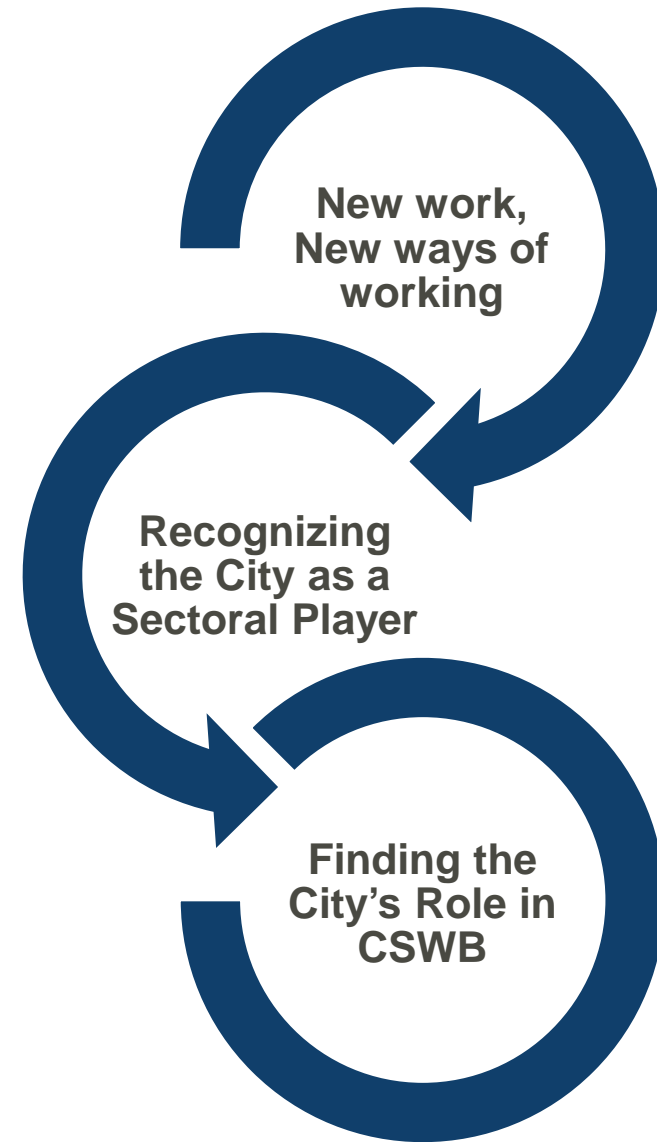 New work,
New ways of
working
Recognizing
the City as a
Sectoral Player
Finding the
City’s Role in
CSWB